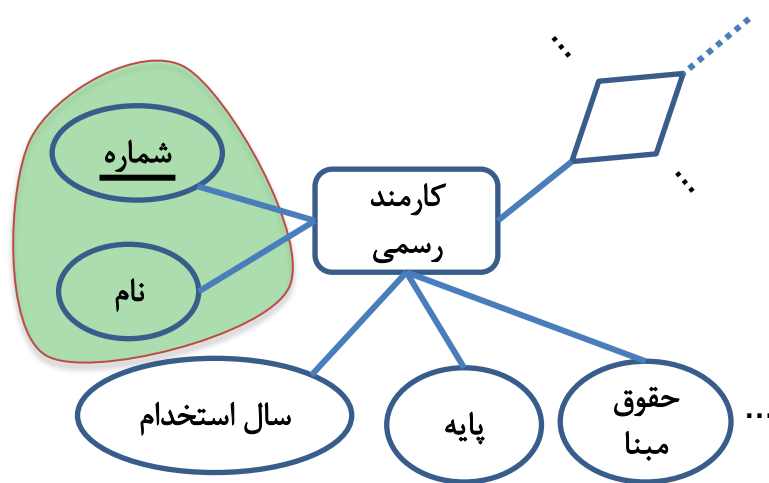 شماره
کارمند
رسمی
نام
سال استخدام
پایه
حقوق
مبنا
...